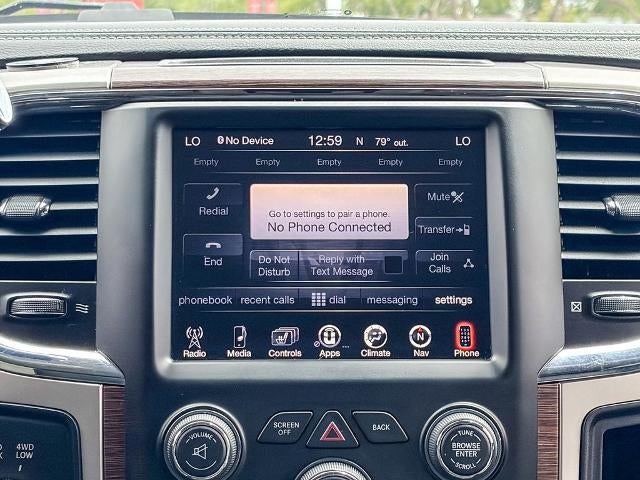 LO No Device 12:59 N 79° out. LO
Empty Empty Empty Empty Empty
Redial
Go to settings to pair a phone.
No Phone Connected
Mute
Transfer
End
Do Not
Disturb
Reply with
Text Message
Join
Calls
phonebook recent calls dial messaging settings
Radio Media Controls Apps Climate Nav Phone
4WD
LOW
VOLUME
SCREEN
OFF
BACK
TUNE
BROWSE
ENTER
SCROLL